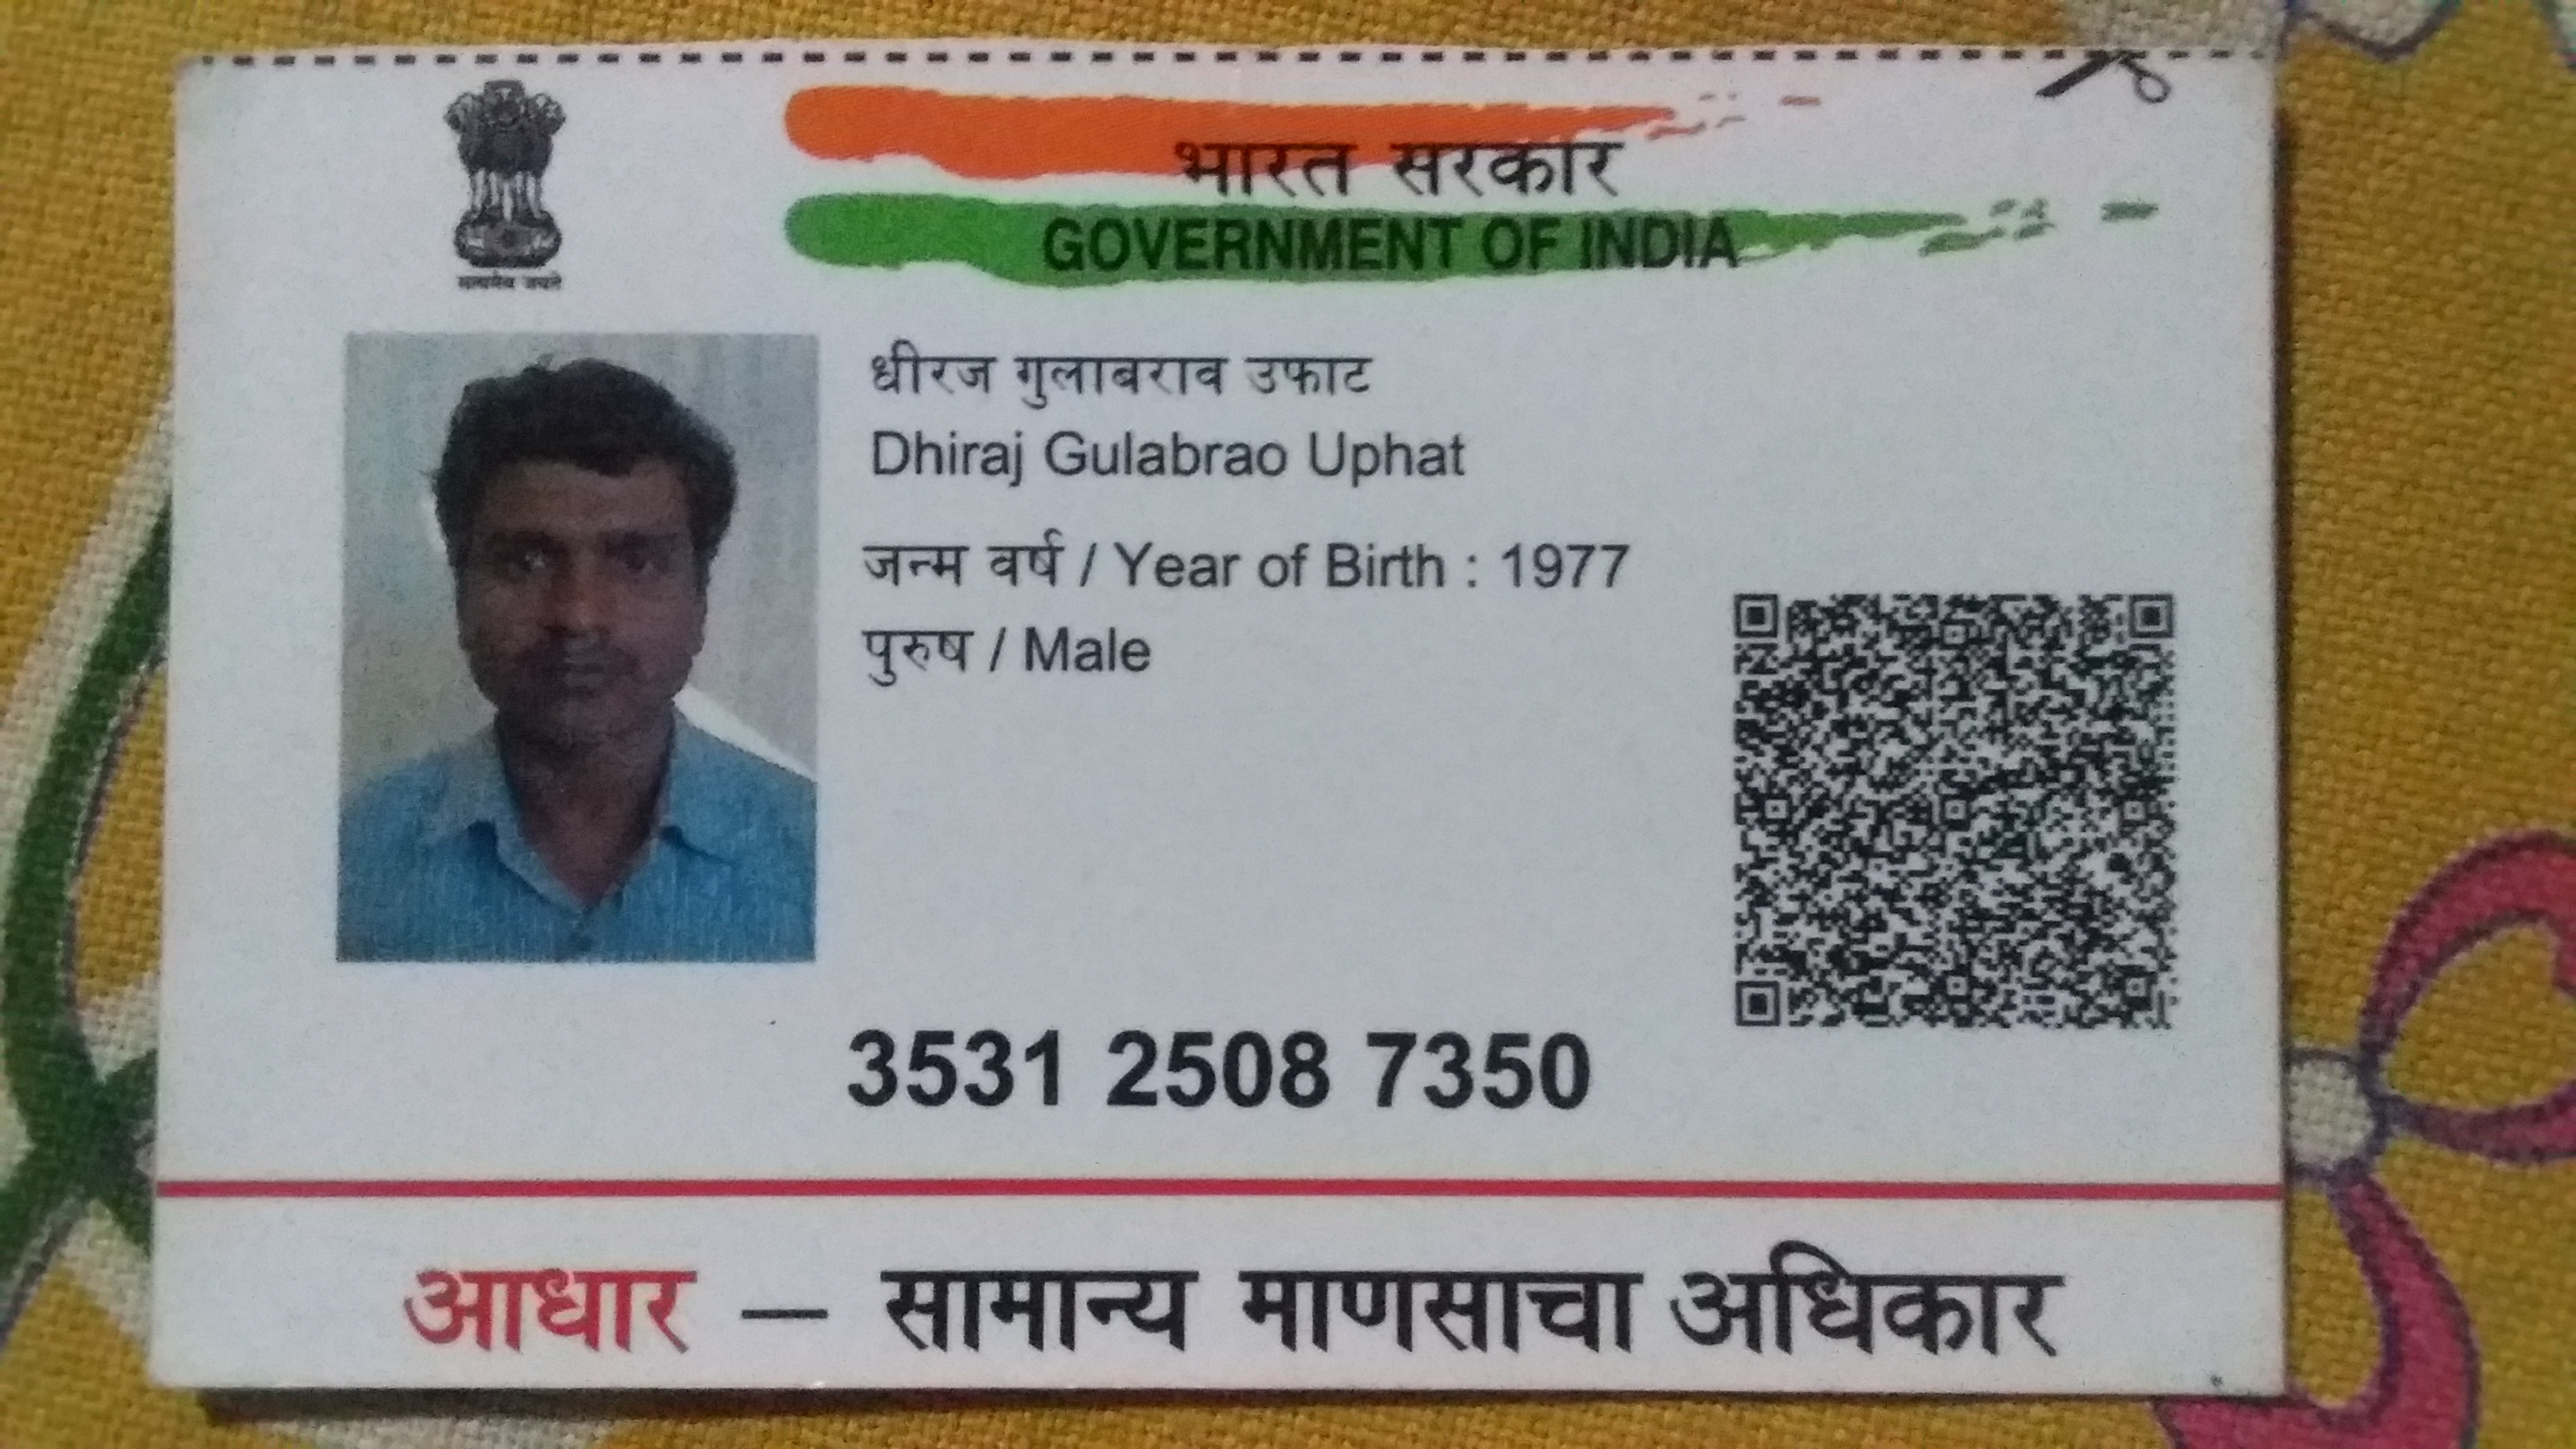 भारत सरकार
GOVERNMENT OF INDIA
धीरज गुलाबराव उफाट
Dhiraj Gulabrao Uphat
जन्म वर्ष / Year of Birth : 1977
पुरुष / Male
3531 2508 7350
आधार — सामान्य माणसाचा अधिकार